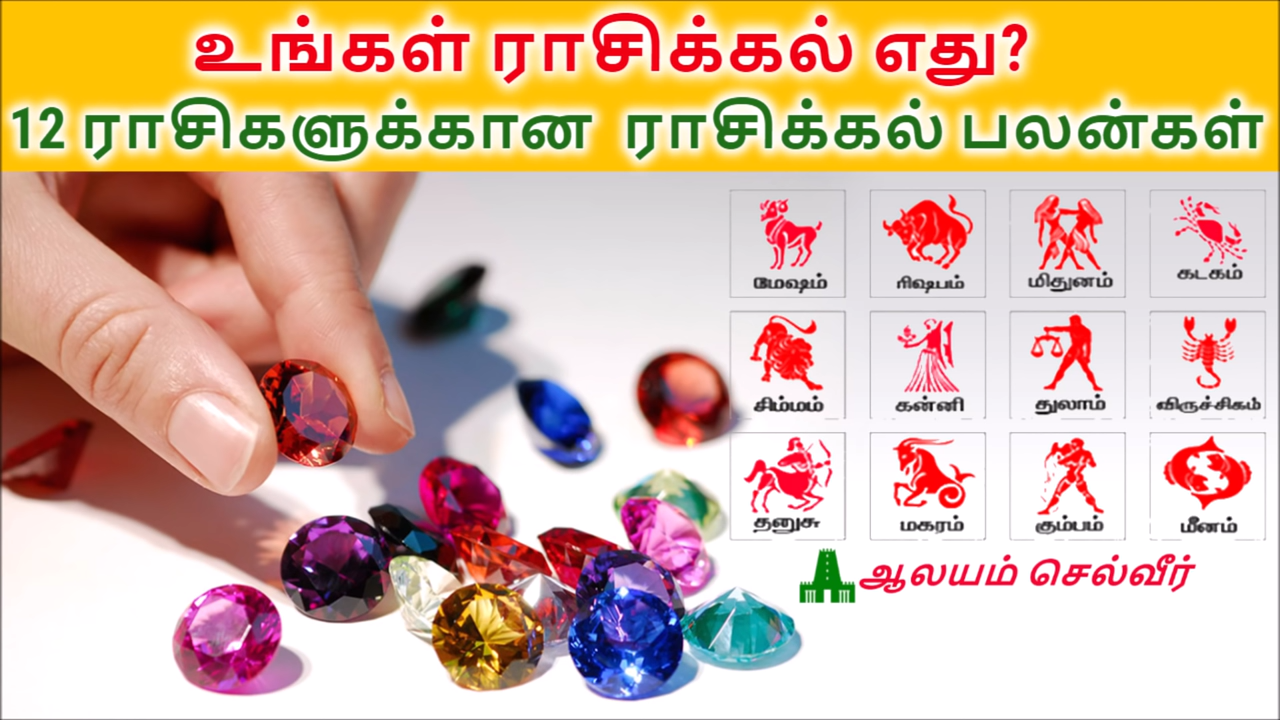 உங்கள் ராசிக்கல் எது?
12 ராசிகளுக்கான ராசிக்கல் பலன்கள்
மேஷம்
ரிஷபம்
மிதுனம்
கடகம்
சிம்மம்
கன்னி
துலாம்
விருச்சிகம்
தனுசு
மகரம்
கும்பம்
மீனம்
ஆலயம் செல்வீர்